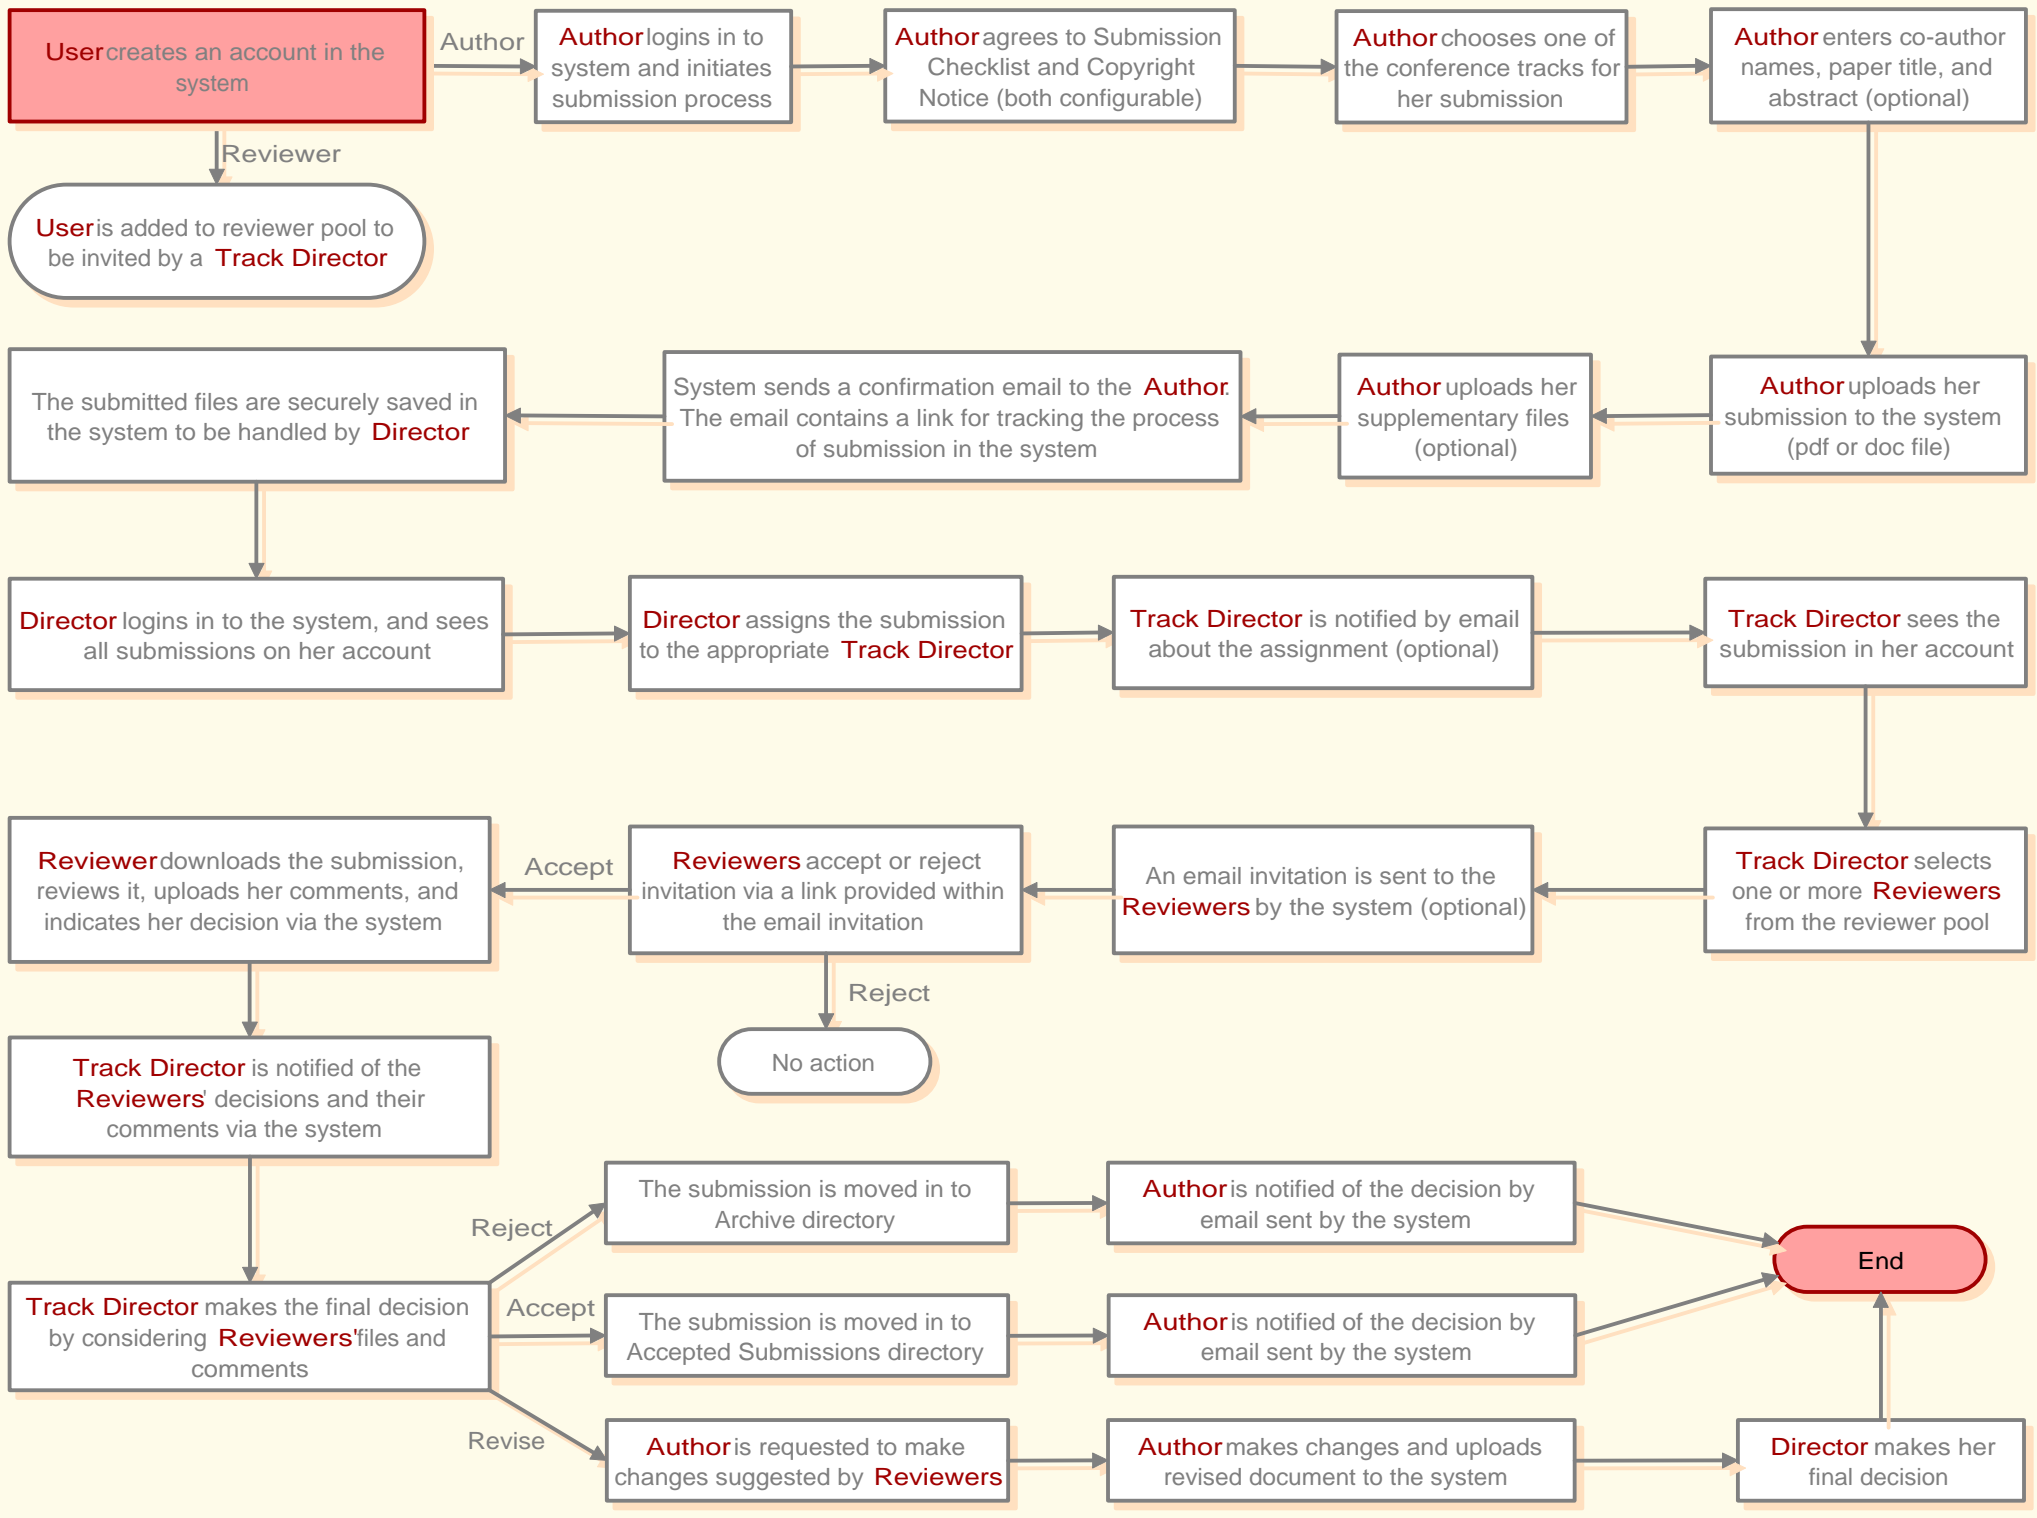 User creates an account in the
system
Author
Author logins in to
system and initiates
submission process
Author agrees to Submission
Checklist and Copyright
Notice (both configurable)
Author chooses one of
the conference tracks for
her submission
Author enters co-author
names, paper title, and
abstract (optional)
Reviewer
User is added to reviewer pool to
be invited by a Track Director
Author uploads her
submission to the system
(pdf or doc file)
Author uploads her
supplementary files
(optional)
System sends a confirmation email to the Author.
The email contains a link for tracking the process
of submission in the system
The submitted files are securely saved in
the system to be handled by Director
Director logins in to the system, and sees
all submissions on her account
Director assigns the submission
to the appropriate Track Director
Track Director is notified by email
about the assignment (optional)
Track Director sees the
submission in her account
Track Director selects
one or more Reviewers
from the reviewer pool
An email invitation is sent to the
Reviewers by the system (optional)
Reviewers accept or reject
invitation via a link provided within
the email invitation
Accept
Reviewer downloads the submission,
reviews it, uploads her comments, and
indicates her decision via the system
Reject
No action
Track Director is notified of the
Reviewers' decisions and their
comments via the system
Track Director makes the final decision
by considering Reviewers' files and
comments
Reject
The submission is moved in to
Archive directory
Author is notified of the decision by
email sent by the system
End
Accept
The submission is moved in to
Accepted Submissions directory
Author is notified of the decision by
email sent by the system
Revise
Author is requested to make
changes suggested by Reviewers
Author makes changes and uploads
revised document to the system
Director makes her
final decision